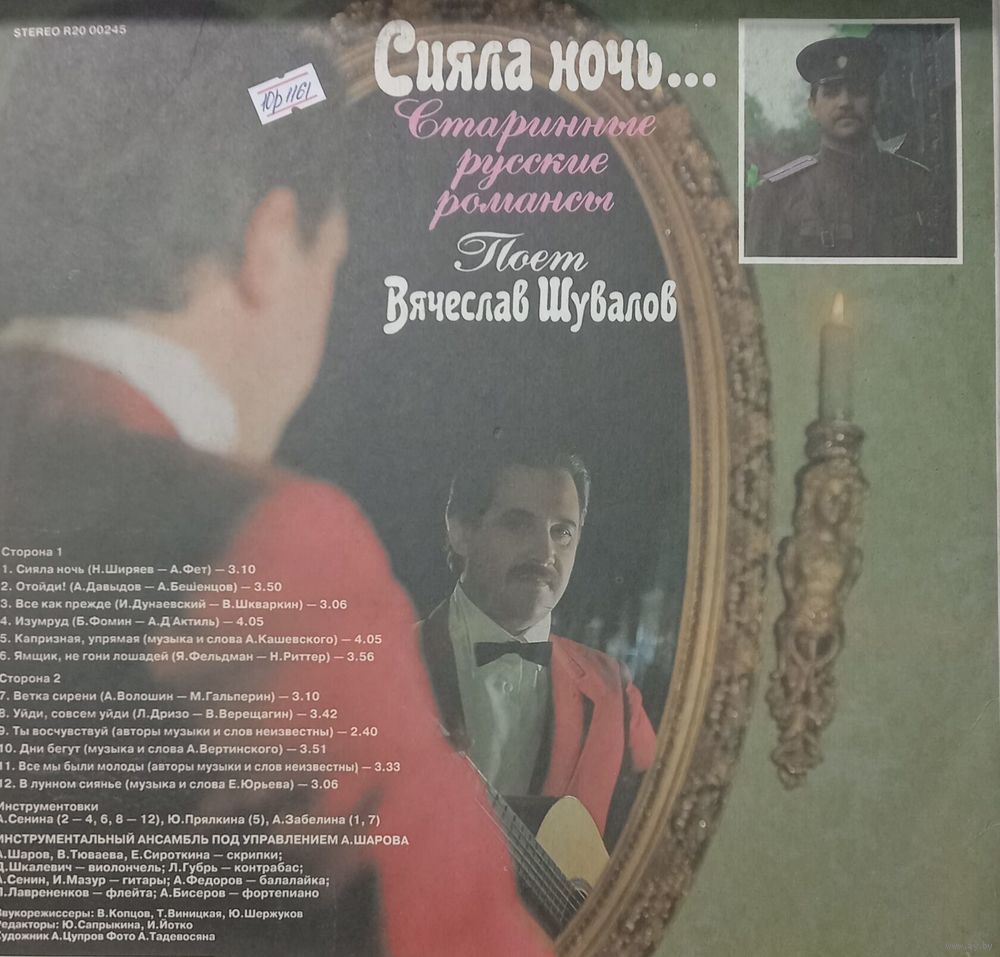 STEREO R20 00245
10р 1161
Сияла ночь...
Старинные
русские
романсы
Поет
Вячеслав Шувалов
Сторона 1
1. Сияла ночь (Н.Ширяев — А.Фет) — 3.10
2. Отойди! (А.Давыдов — А.Бешенцов) — 3.50
3. Все как прежде (И.Дунаевский — В.Шкваркин) — 3.06
4. Изумруд (Б.Фомин — А.Д Актиль) — 4.05
5. Капризная, упрямая (музыка и слова А.Кашевского) — 4.05
6. Ямщик, не гони лошадей (Я.Фельдман — Н.Риттер) — 3.56
Сторона 2
7. Ветка сирени (А.Волошин — М.Гальперин) — 3.10
8. Уйди, совсем уйди (Л.Дризо — В.Верещагин) — 3.42
9. Ты восчувствуй (авторы музыки и слов неизвестны) — 2.40
10. Дни бегут (музыка и слова А.Вертинского) — 3.51
11. Все мы были молоды (авторы музыки и слов неизвестны) — 3.33
12. В лунном сиянье (музыка и слова Е.Юрьева) — 3.06
Инструментовки
А.Сенина (2 — 4, 6, 8 — 12), Ю.Прялкина (5), А.Забелина (1, 7)
ИНСТРУМЕНТАЛЬНЫЙ АНСАМБЛЬ ПОД УПРАВЛЕНИЕМ А.ШАРОВА
А.Шаров, В.Тюваева, Е.Сироткина — скрипки;
Д.Шкалевич — виолончель; Л.Губрь — контрабас;
А.Сенин, И.Мазур — гитары; А.Федоров — балалайка;
Лаврененков — флейта; А.Бисеров — фортепиано
Звукорежиссеры: В.Копцов, Т.Виницкая, Ю.Шержуков
Редакторы: Ю.Сапрыкина, И.Йотко
Художник А.Цупров Фото А.Тадевосяна
www.ay.by